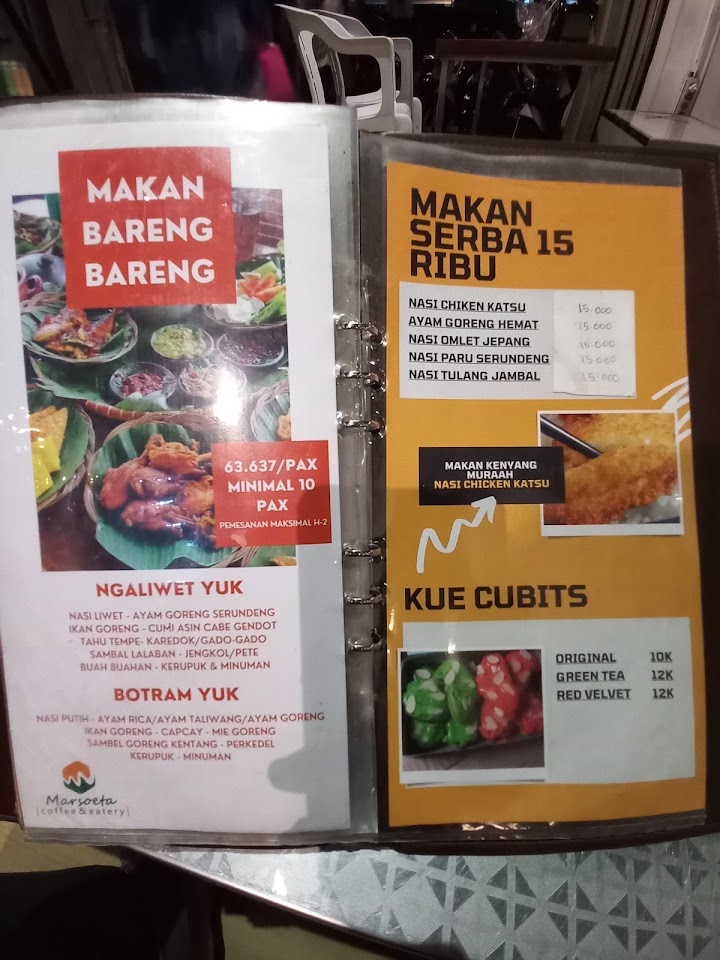 MAKAN
BARENG
BARENG
63.637/PAX
MINIMAL 10
PAX
PEMESANAN MAKSIMAL H-2
NGALIWET YUK
NASI LIWET - AYAM GORENG SERUNDENG
IKAN GORENG - CUMI ASIN CABE GENDOT
TAHU TEMPE- KAREDOK/GADO-GADO
SAMBAL LALABAN - JENGKOL/PETE
BUAH BUAHAN - KERUPUK & MINUMAN
BOTRAM YUK
NASI PUTIH - AYAM RICA/AYAM TALIWANG/AYAM GORENG
IKAN GORENG - CAPCAY - MIE GORENG
SAMBEL GORENG KENTANG - PERKEDEL
KERUPUK - MINUMAN
Marsoeta
|coffee&eatery|
MAKAN
SERBA 15
RIBU
NASI CHIKEN KATSU 15.000
AYAM GORENG HEMAT 15.000
NASI OMLET JEPANG 15.000
NASI PARU SERUNDENG 15.000
NASI TULANG JAMBAL 15.000
MAKAN KENYANG
MURAAH
NASI CHICKEN KATSU
KUE CUBITS
ORIGINAL 10K
GREEN TEA 12K
RED VELVET 12K